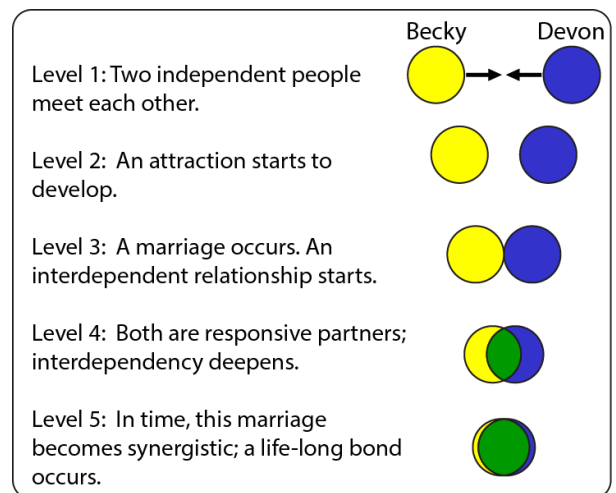 Becky Devon
Level 1: Two independent people
meet each other.
Level 2: An attraction starts to
develop.
Level 3: A marriage occurs. An
interdependent relationship starts.
Level 4: Both are responsive partners;
interdependency deepens.
Level 5: In time, this marriage
becomes synergistic; a life-long bond
occurs.